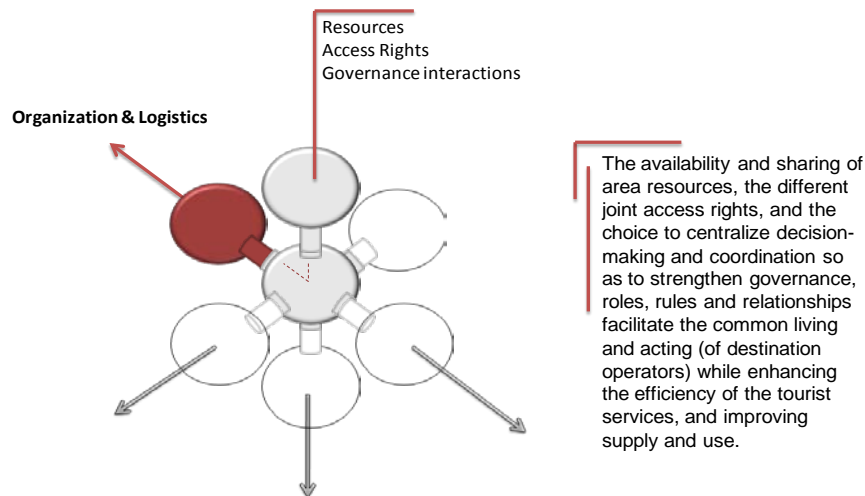 Resources
Access Rights
Governance interactions
Organization & Logistics
The availability and sharing of
area resources, the different
joint access rights, and the
choice to centralize decision-
making and coordination so
as to strengthen governance,
roles, rules and relationships
facilitate the common living
and acting (of destination
operators) while enhancing
the efficiency of the tourist
services, and improving
supply and use.